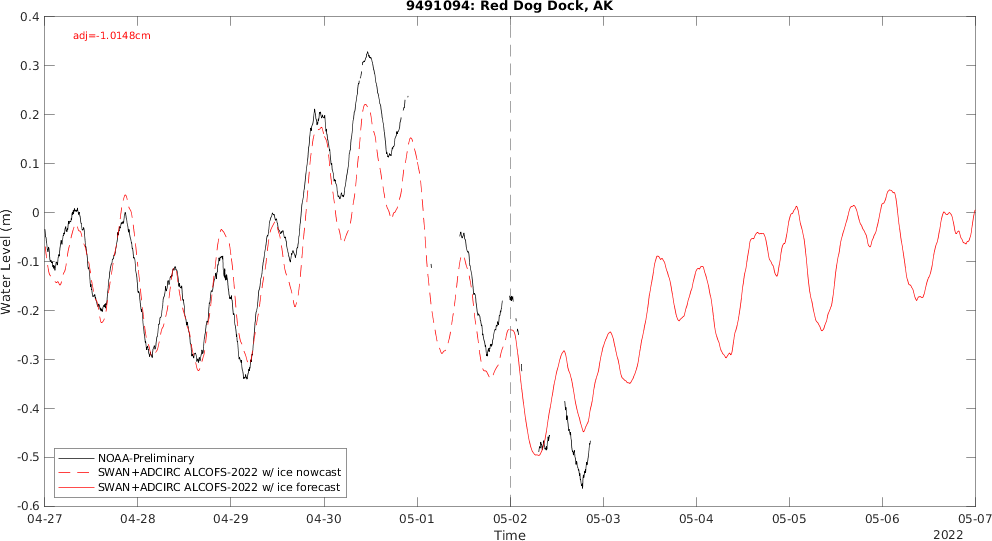 9491094: Red Dog Dock, AK
adj=-1.0148cm
0.4
0.3
0.2
0.1
0
-0.1
-0.2
-0.3
-0.4
-0.5
-0.6
Water Level (m)
NOAA-Preliminary
SWAN+ADCIRC ALCOFS-2022 w/ ice nowcast
SWAN+ADCIRC ALCOFS-2022 w/ ice forecast
04-27 04-28 04-29 04-30 05-01 05-02 05-03 05-04 05-05 05-06 05-07
Time
2022